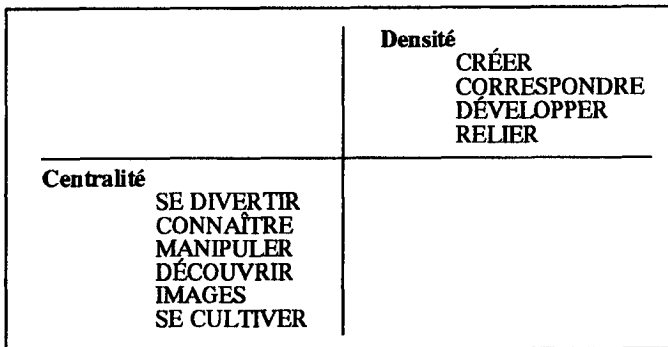 Densité
CRÉER
CORRESPONDRE
DÉVELOPPER
RELIER
Centralité
SE DIVERTIR
CONNAÎTRE
MANIPULER
DÉCOUVRIR
IMAGES
SE CULTIVER